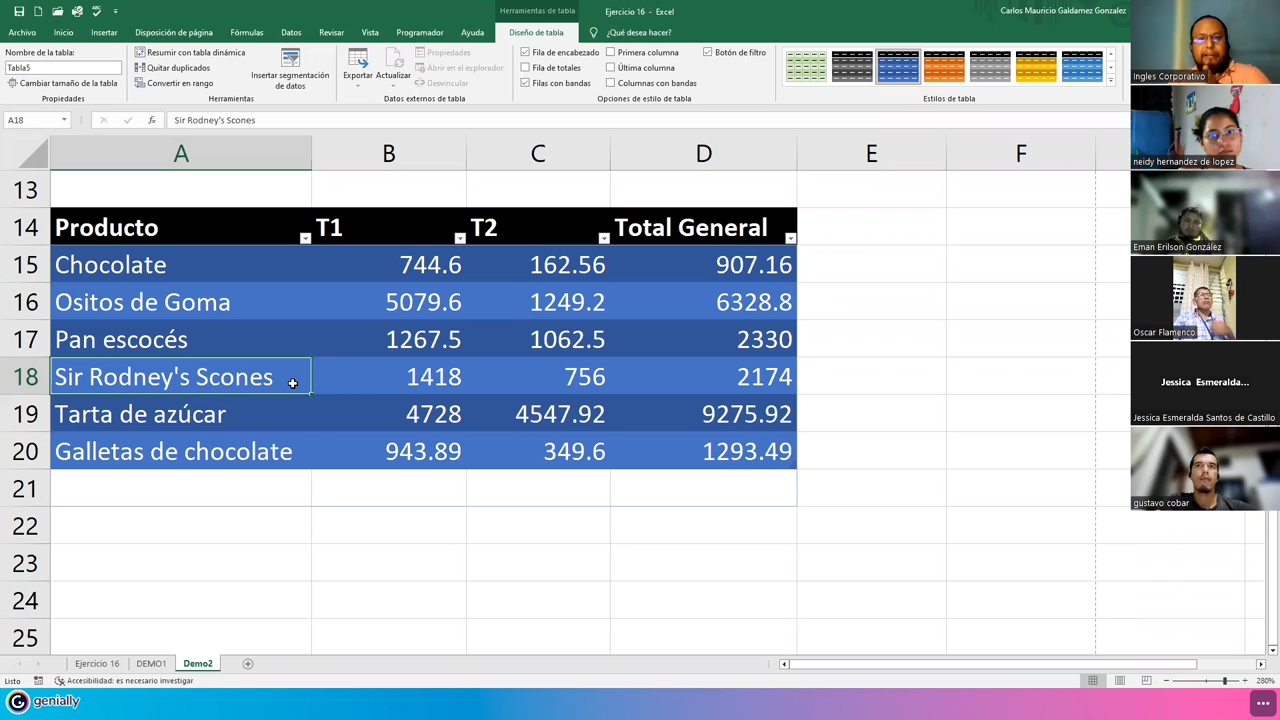 Herramientas de tabla
Ejercicio 16 - Excel
Carlos Mauricio Galdamez Gonzalez
Archivo
Inicio
Insertar
Disposición de página
Fórmulas
Datos
Revisar
Vista
Programador
Ayuda
Diseño de tabla
¿Qué desea hacer?
Nombre de la tabla:
Tabla5
Cambiar tamaño de la tabla
Propiedades
Resumir con tabla dinámica
Quitar duplicados
Convertir en rango
Insertar segmentación
de datos
Herramientas
Exportar
Actualizar
Propiedades
Abrir en el explorador
Desvincular
Datos externos de tabla
Fila de encabezado
Fila de totales
Filas con bandas
Primera columna
Última columna
Columnas con bandas
Botón de filtro
Opciones de estilo de tabla
Estilos de tabla
A18
fx
Sir Rodney's Scones
A B C D E F
13
14 Producto T1 T2 Total General
15 Chocolate 744.6 162.56 907.16
16 Ositos de Goma 5079.6 1249.2 6328.8
17 Pan escocés 1267.5 1062.5 2330
18 Sir Rodney's Scones 1418 756 2174
19 Tarta de azúcar 4728 4547.92 9275.92
20 Galletas de chocolate 943.89 349.6 1293.49
21
22
23
24
25
Ejercicio 16
DEMO1
Demo2
Listo
Accesibilidad: es necesario investigar
280%
genially
Ingles Corporativo
neidy hernandez de lopez
Eman Erilson González
Oscar Flamenco
Jessica Esmeralda...
Jessica Esmeralda Santos de Castillo
gustavo cobar